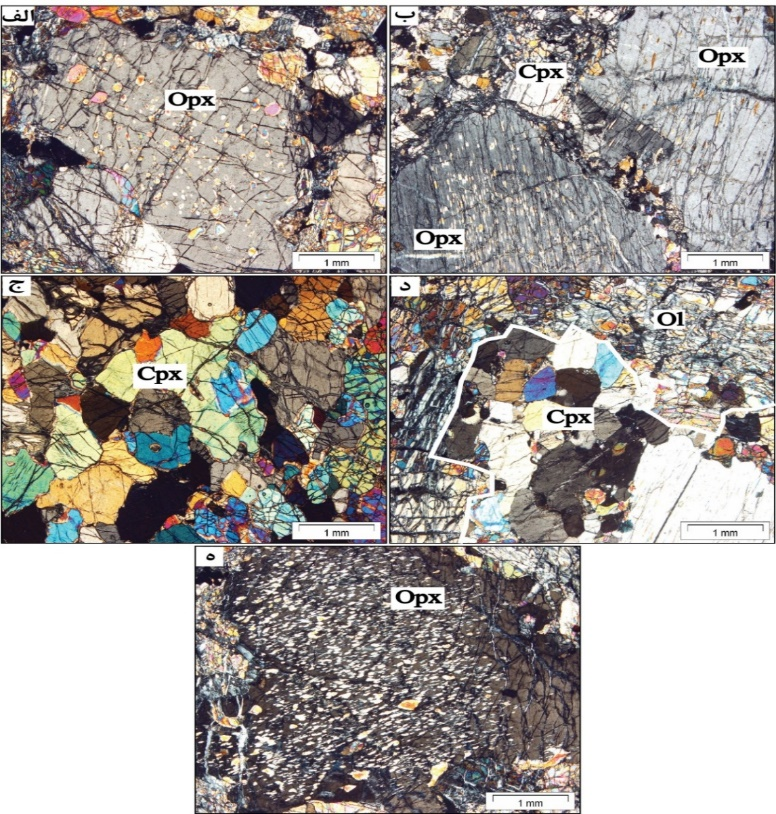 الف
Opx
1 mm
ب
Opx
Cpx
Opx
1 mm
ج
Cpx
1 mm
د
Ol
Cpx
1 mm
ه
Opx
1 mm